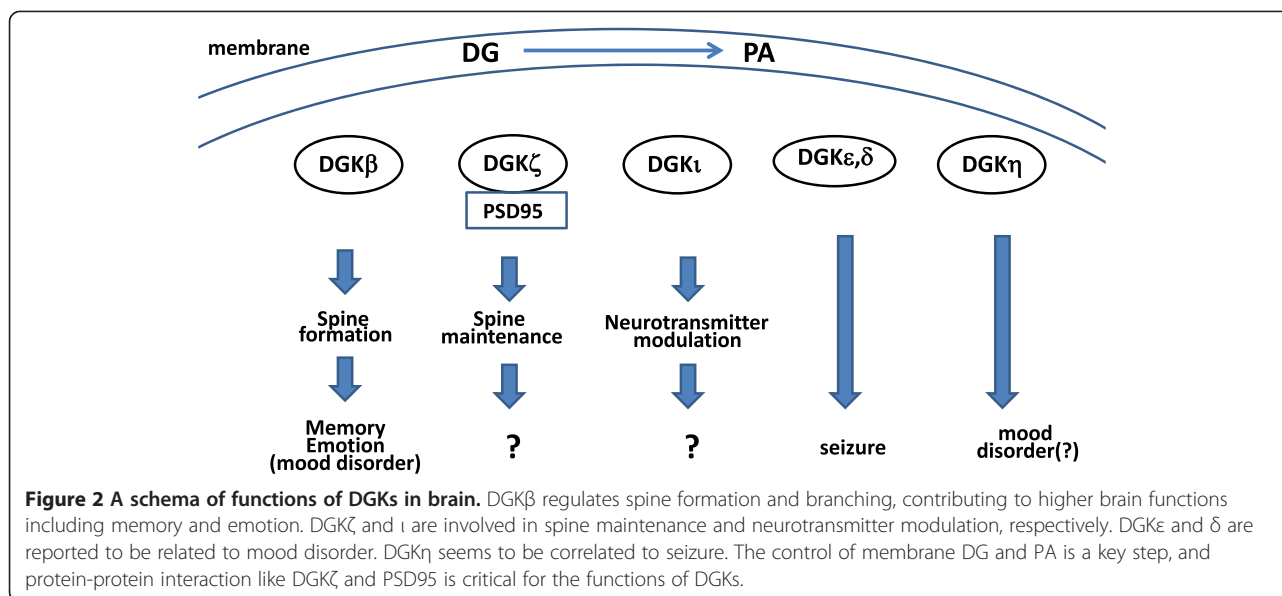 membrane
DG PA
DGKβ DGKζ DGKι DGKε,δ DGKη
PSD95
Spine
formation
Spine
maintenance
Neurotransmitter
modulation
Memory
Emotion
(mood disorder)
?
?
seizure
mood
disorder(?)
Figure 2 A schema of functions of DGKs in brain. DGKβ regulates spine formation and branching, contributing to higher brain functions
including memory and emotion. DGKζ and ι are involved in spine maintenance and neurotransmitter modulation, respectively. DGKε and δ are
reported to be related to mood disorder. DGKη seems to be correlated to seizure. The control of membrane DG and PA is a key step, and
protein-protein interaction like DGKζ and PSD95 is critical for the functions of DGKs.